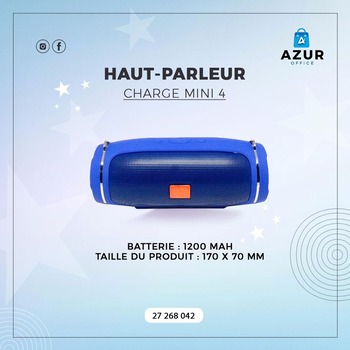 AZUR
OFFICE
HAUT-PARLEUR
CHARGE MINI 4
BATTERIE : 1200 MAH
TAILLE DU PRODUIT : 170 X 70 MM
27 268 042